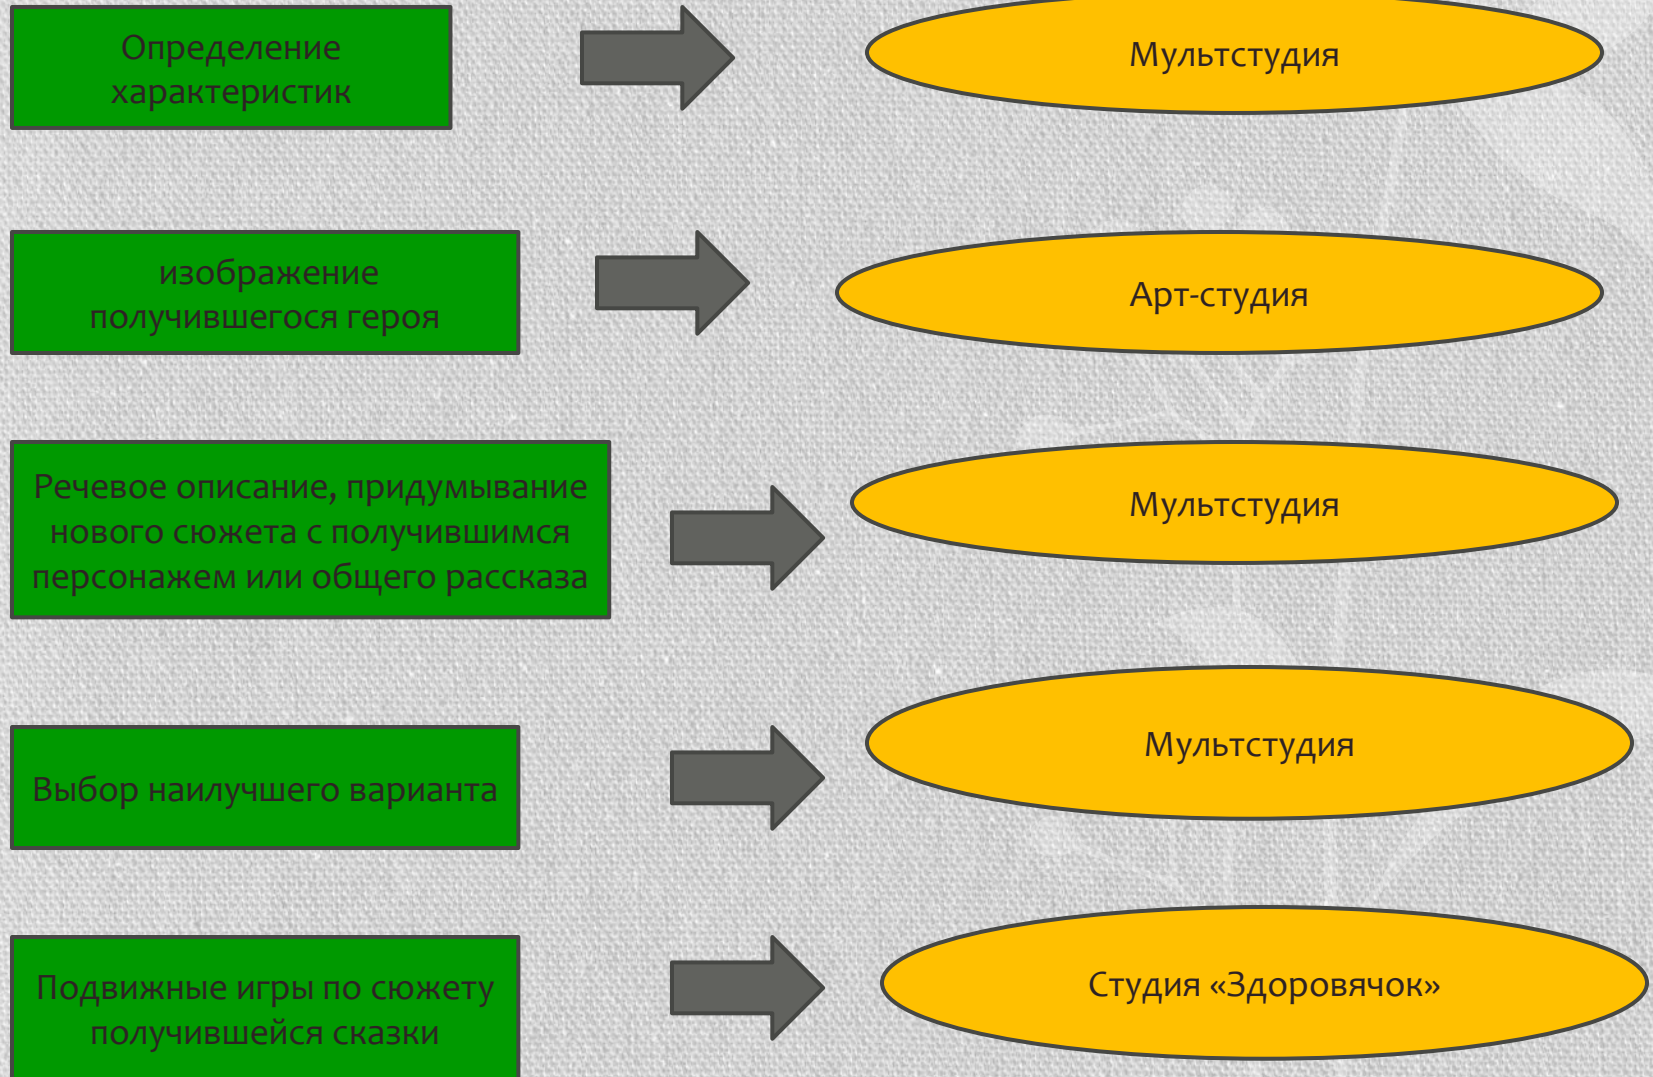 Определение
характеристик
Мультстудия
изображение
получившегося героя
Арт-студия
Речевое описание, придумывание
нового сюжета с получившимся
персонажем или общего рассказа
Мультстудия
Выбор наилучшего варианта
Мультстудия
Подвижные игры по сюжету
получившейся сказки
Студия «Здоровячок»